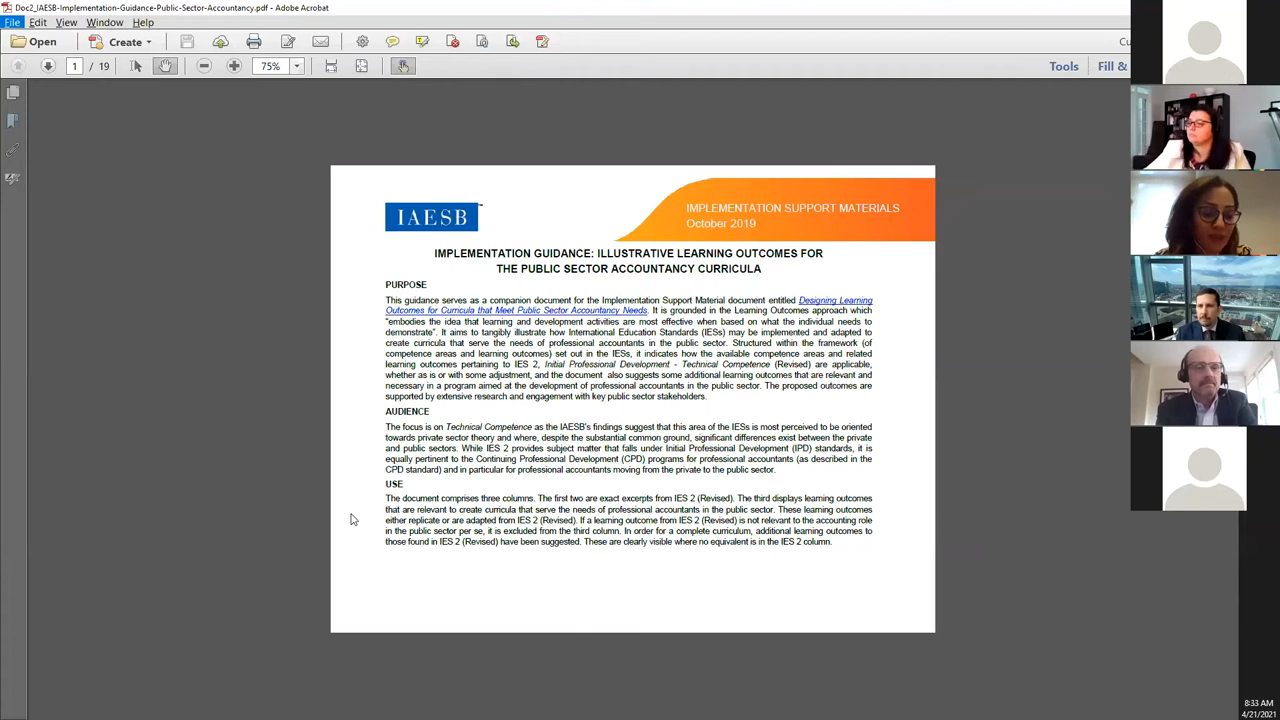 Doc2_IAESB-Implementation-Guidance-Public-Sector-Accountancy.pdf - Adobe Acrobat
File Edit View Window Help
Open Create Cu
1 / 19 75% Tools Fill &
IAESB
IMPLEMENTATION SUPPORT MATERIALS
October 2019
IMPLEMENTATION GUIDANCE: ILLUSTRATIVE LEARNING OUTCOMES FOR
THE PUBLIC SECTOR ACCOUNTANCY CURRICULA
PURPOSE
This guidance serves as a companion document for the Implementation Support Material document entitled Designing Learning
Outcomes for Curricula that Meet Public Sector Accountancy Needs. It is grounded in the Learning Outcomes approach which
"embodies the idea that learning and development activities are most effective when based on what the individual needs to
demonstrate". It aims to tangibly illustrate how International Education Standards (IESs) may be implemented and adapted to
create curricula that serve the needs of professional accountants in the public sector. Structured within the framework (of
competence areas and learning outcomes) set out in the IESs, it indicates how the available competence areas and related
learning outcomes pertaining to IES 2, Initial Professional Development - Technical Competence (Revised) are applicable,
whether as is or with some adjustment, and the document also suggests some additional learning outcomes that are relevant and
necessary in a program aimed at the development of professional accountants in the public sector. The proposed outcomes are
supported by extensive research and engagement with key public sector stakeholders.
AUDIENCE
The focus is on Technical Competence as the IAESB's findings suggest that this area of the IESs is most perceived to be oriented
towards private sector theory and where, despite the substantial common ground, significant differences exist between the private
and public sectors. While IES 2 provides subject matter that falls under Initial Professional Development (IPD) standards, it is
equally pertinent to the Continuing Professional Development (CPD) programs for professional accountants (as described in the
CPD standard) and in particular for professional accountants moving from the private to the public sector.
USE
The document comprises three columns. The first two are exact excerpts from IES 2 (Revised). The third displays learning outcomes
that are relevant to create curricula that serve the needs of professional accountants in the public sector. These learning outcomes
either replicate or are adapted from IES 2 (Revised). If a learning outcome from IES 2 (Revised) is not relevant to the accounting role
in the public sector per se, it is excluded from the third column. In order for a complete curriculum, additional learning outcomes to
those found in IES 2 (Revised) have been suggested. These are clearly visible where no equivalent is in the IES 2 column.
8:33 AM
4/21/2021